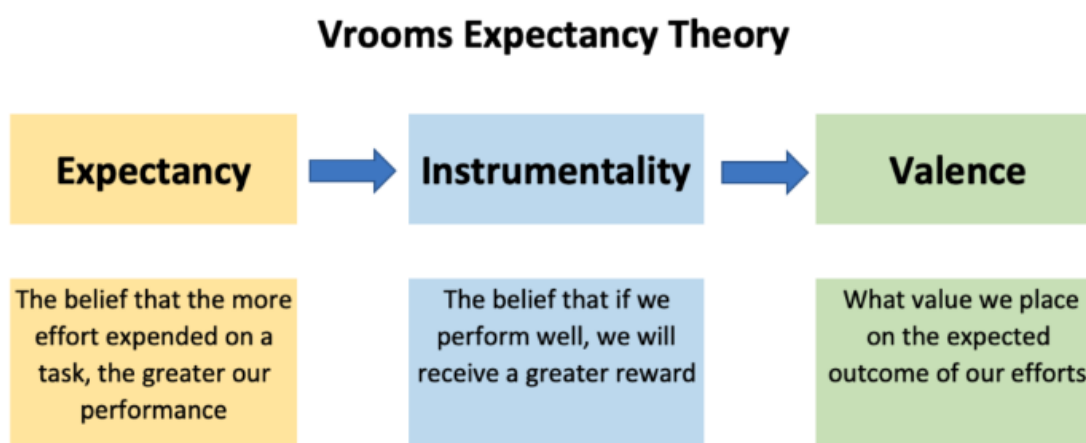 Vrooms Expectancy Theory
Expectancy
Instrumentality
Valence
The belief that the more
effort expended on a
task, the greater our
performance
The belief that if we
perform well, we will
receive a greater reward
What value we place
on the expected
outcome of our efforts